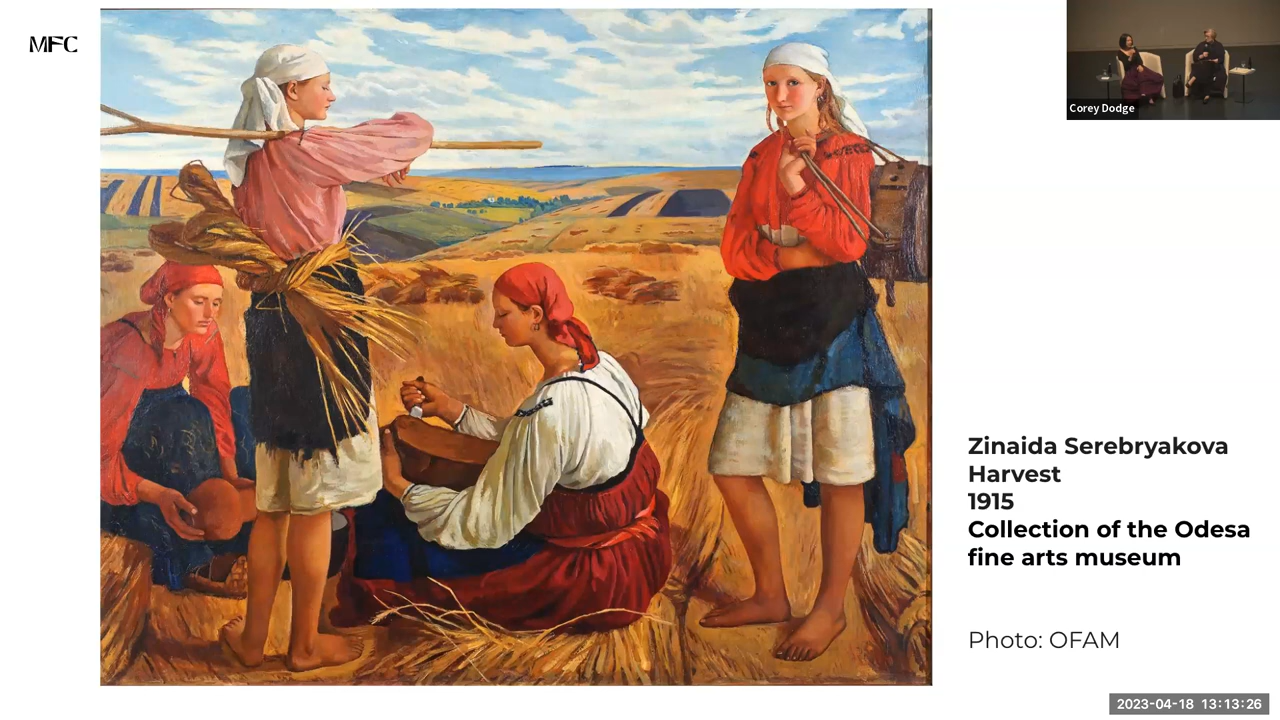 MFC
Corey Dodge
Zinaida Serebryakova
Harvest
1915
Collection of the Odesa
fine arts museum
Photo: OFAM
2023-04-18 13:13:26